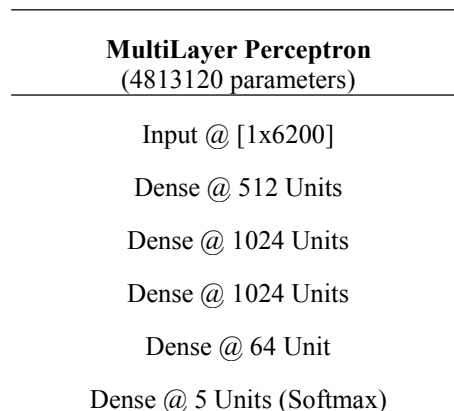 MultiLayer Perceptron
(4813120 parameters)
Input @ [1x6200]
Dense @ 512 Units
Dense @ 1024 Units
Dense @ 1024 Units
Dense @ 64 Unit
Dense @ 5 Units (Softmax)